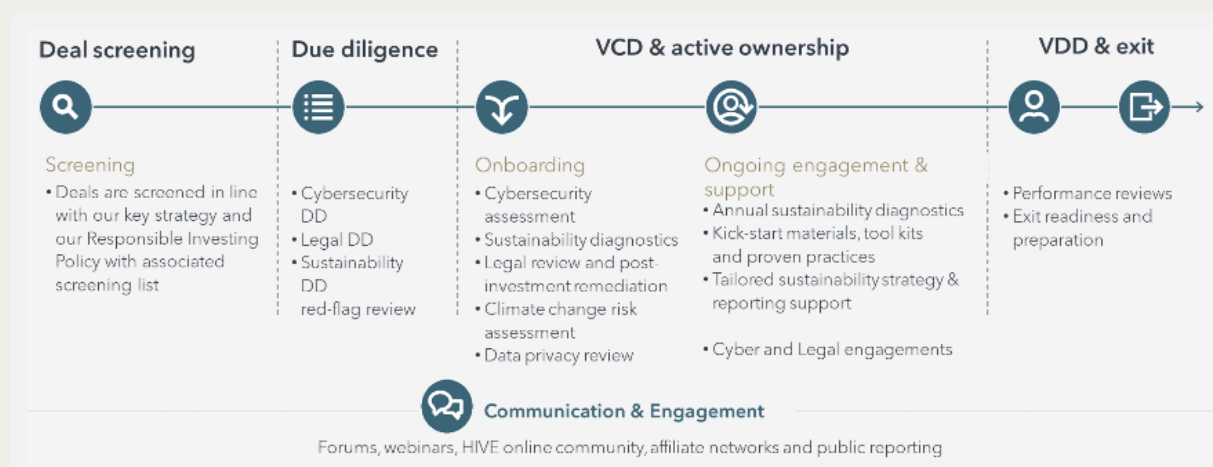 Deal screening
Due diligence
VCD & active ownership
VDD & exit
Screening
• Deals are screened in line
with our key strategy and
our Responsible Investing
Policy with associated
screening list
• Cybersecurity
DD
• Legal DD
• Sustainability
DD
red-flag review
Onboarding
• Cybersecurity
assessment
• Sustainability diagnostics
• Legal review and post-
investment remediation
• Climate change risk
assessment
• Data privacy review
Ongoing engagement &
support
• Annual sustainability diagnostics
• Kick-start materials, tool kits
and proven practices
• Tailored sustainability strategy &
reporting support
• Cyber and Legal engagements
• Performance reviews
• Exit readiness and
preparation
Communication & Engagement
Forums, webinars, HIVE online community, affiliate networks and public reporting